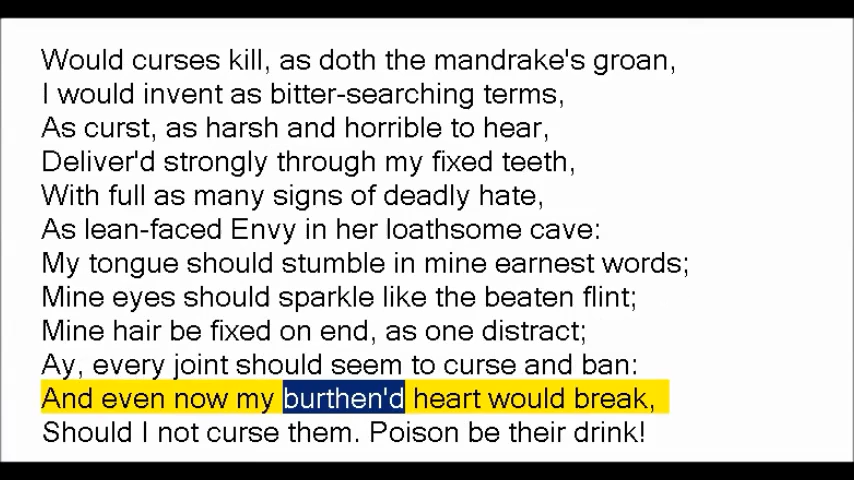 Would curses kill, as doth the mandrake's groan,
I would invent as bitter-searching terms,
As curst, as harsh and horrible to hear,
Deliver'd strongly through my fixed teeth,
With full as many signs of deadly hate,
As lean-faced Envy in her loathsome cave:
My tongue should stumble in mine earnest words;
Mine eyes should sparkle like the beaten flint;
Mine hair be fixed on end, as one distract;
Ay, every joint should seem to curse and ban:
And even now my burthen'd heart would break,
Should I not curse them. Poison be their drink!